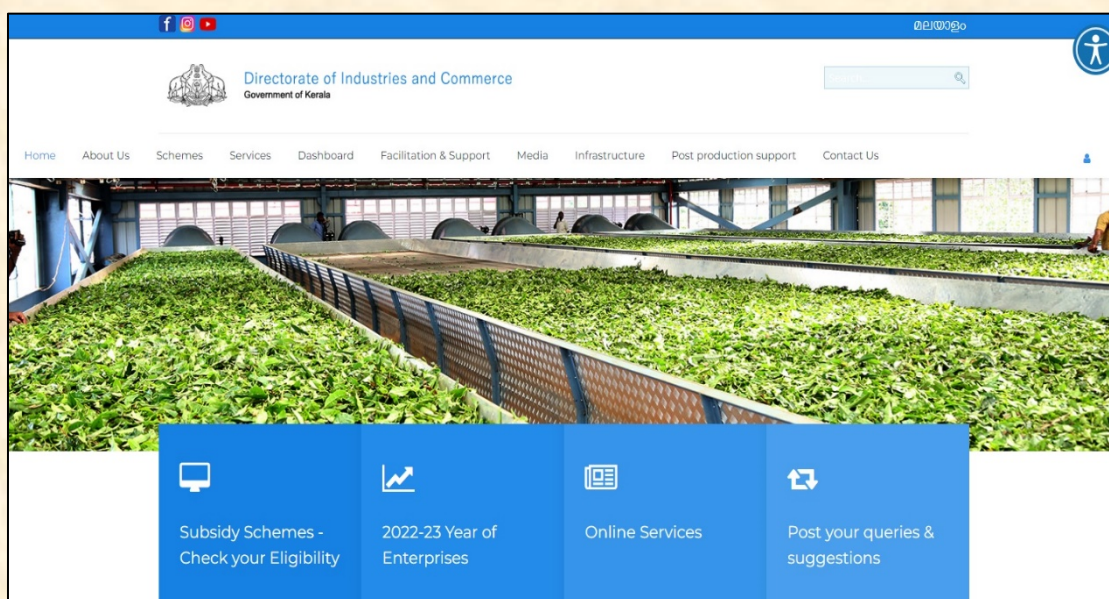 മലയാളം
Directorate of Industries and Commerce
Government of Kerala
Search...
Home About Us Schemes Services Dashboard Facilitation & Support Media Infrastructure Post production support Contact Us
Subsidy Schemes -
Check your Eligibility
2022-23 Year of
Enterprises
Online Services
Post your queries &
suggestions